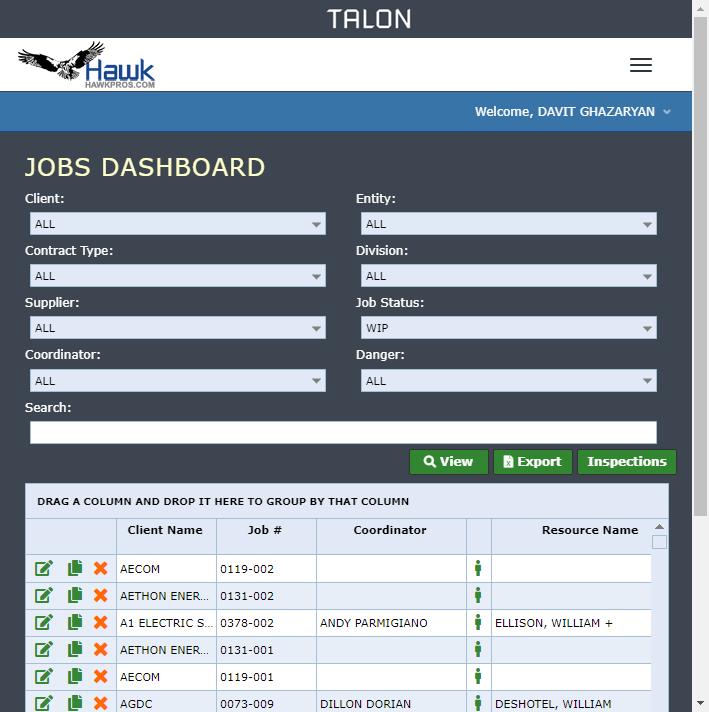 TALON
Hawk
HAWKPROS.COM
Welcome, DAVIT GHAZARYAN
JOBS DASHBOARD
Client: Entity:
ALL ALL
Contract Type: Division:
ALL ALL
Supplier: Job Status:
ALL WIP
Coordinator: Danger:
ALL ALL
Search:
View Export Inspections
DRAG A COLUMN AND DROP IT HERE TO GROUP BY THAT COLUMN
Client Name Job # Coordinator Resource Name
AECOM 0119-002
AETHON ENER... 0131-002
A1 ELECTRIC S... 0378-002 ANDY PARMIGIANO ELLISON, WILLIAM +
AETHON ENER... 0131-001
AECOM 0119-001
AGDC 0073-009 DILLON DORIAN DESHOTEL, WILLIAM